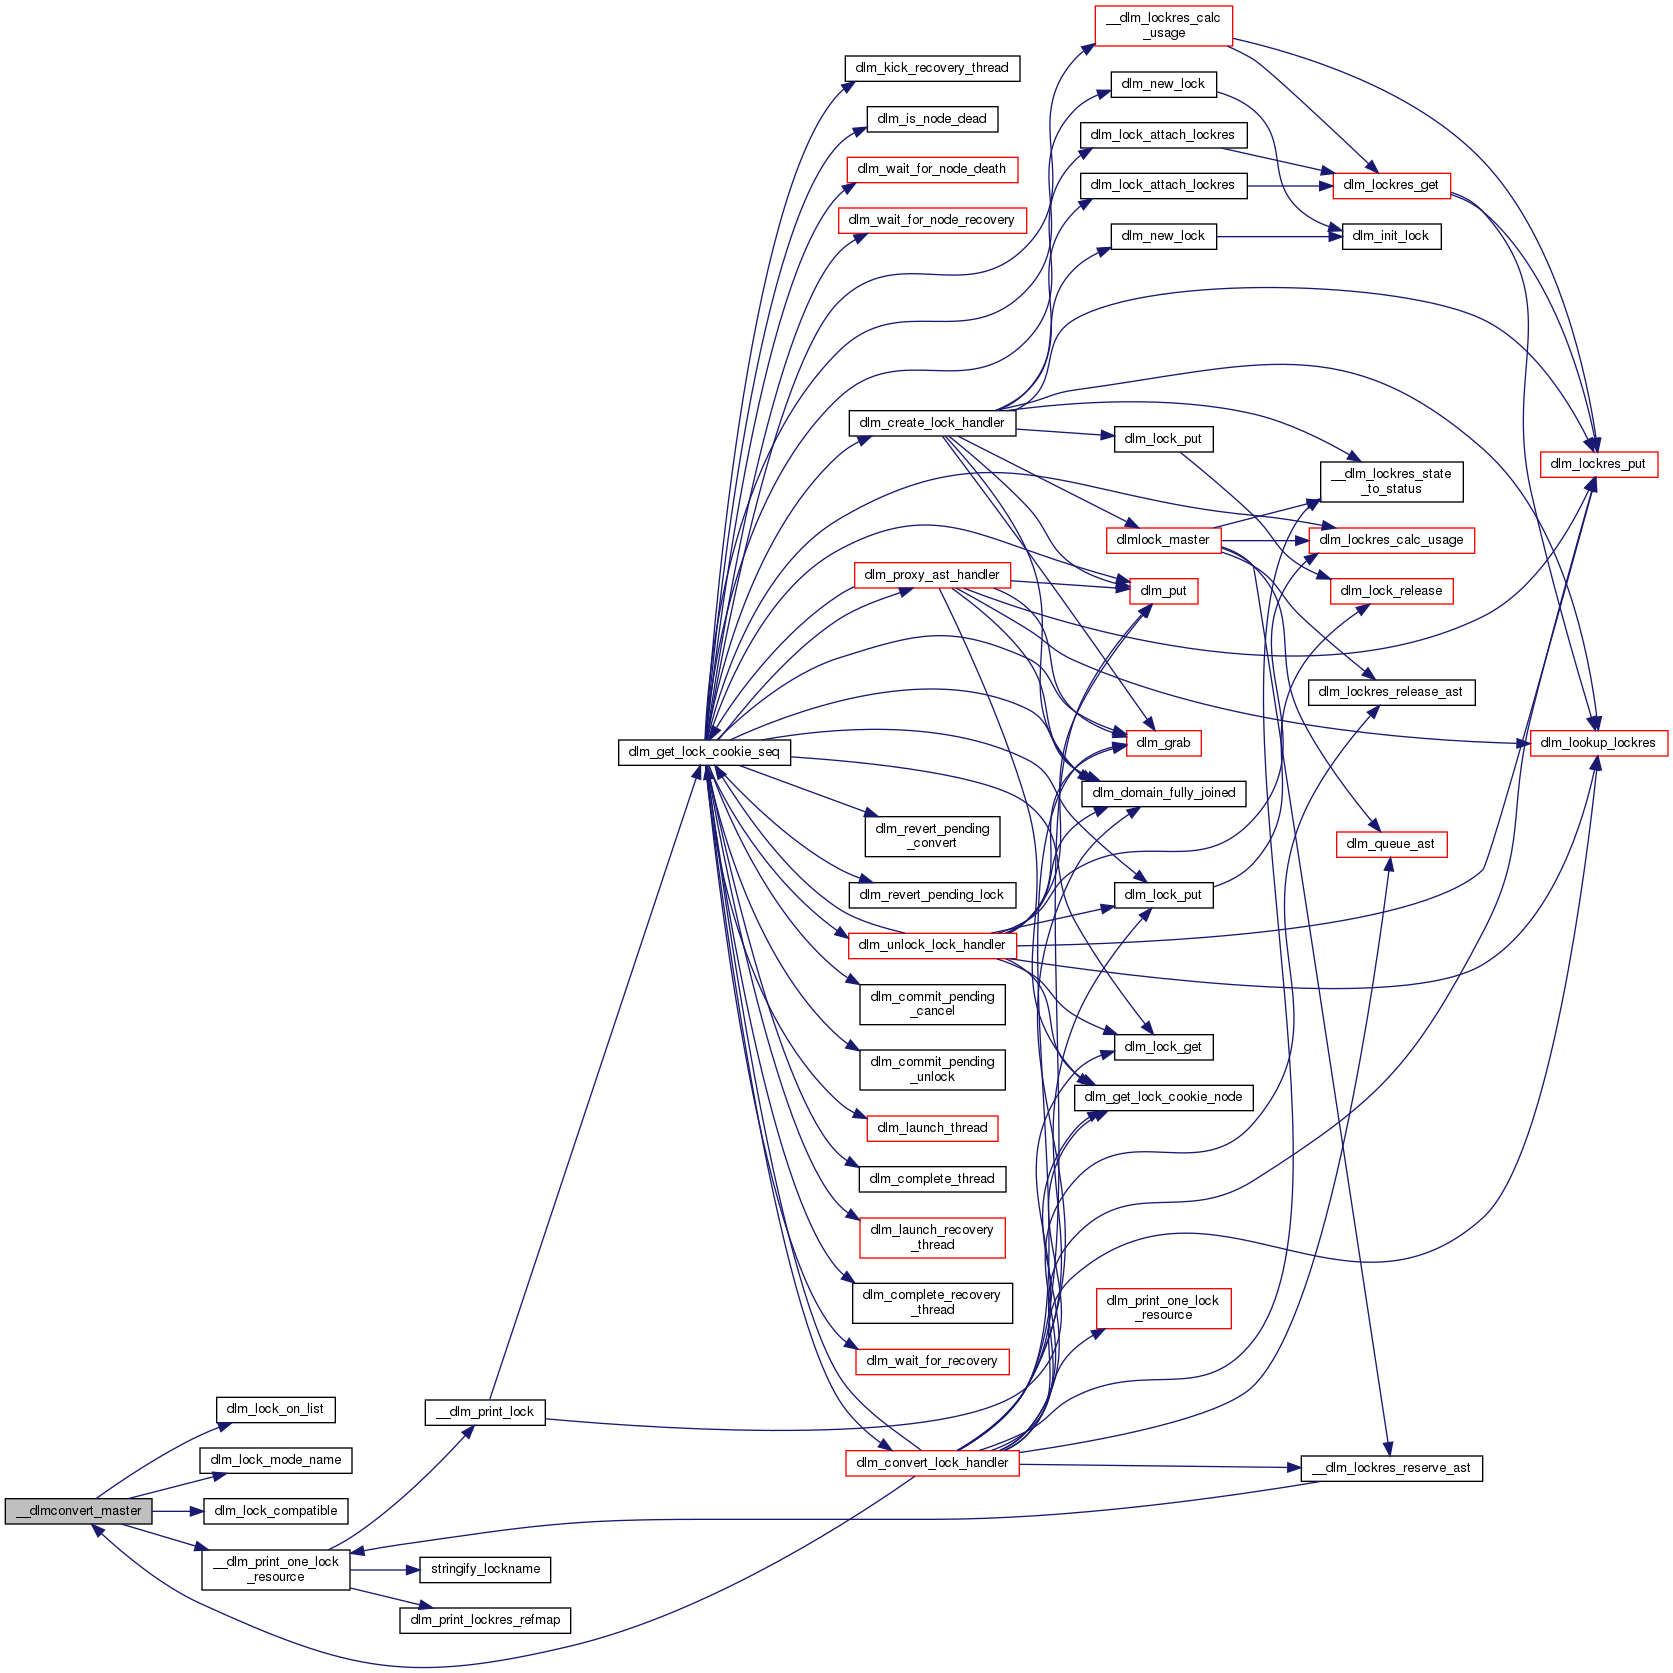 __dlm_lockres_calc
_usage
dlm_kick_recovery_thread
dlm_new_lock
dlm_is_node_dead
dlm_lock_attach_lockres
dlm_wait_for_node_death
dlm_lock_attach_lockres
dlm_lockres_get
dlm_wait_for_node_recovery
dlm_new_lock
dlm_init_lock
dlm_create_lock_handler
dlm_lock_put
__dlm_lockres_state
_to_status
dlm_lockres_put
dlmlock_master
dlm_lockres_calc_usage
dlm_proxy_ast_handler
dlm_put
dlm_lock_release
dlm_lockres_release_ast
dlm_get_lock_cookie_seq
dlm_grab
dlm_lookup_lockres
dlm_domain_fully_joined
dlm_revert_pending
_convert
dlm_queue_ast
dlm_revert_pending_lock
dlm_lock_put
dlm_unlock_lock_handler
dlm_commit_pending
_cancel
dlm_lock_get
dlm_commit_pending
_unlock
dlm_get_lock_cookie_node
dlm_launch_thread
dlm_complete_thread
dlm_launch_recovery
_thread
dlm_complete_recovery
_thread
dlm_print_one_lock
_resource
dlm_wait_for_recovery
dlm_lock_on_list
__dlm_print_lock
dlm_lock_mode_name
dlm_convert_lock_handler
__dlm_lockres_reserve_ast
__dlmconvert_master
dlm_lock_compatible
__dlm_print_one_lock
_resource
stringify_lockname
dlm_print_lockres_refmap